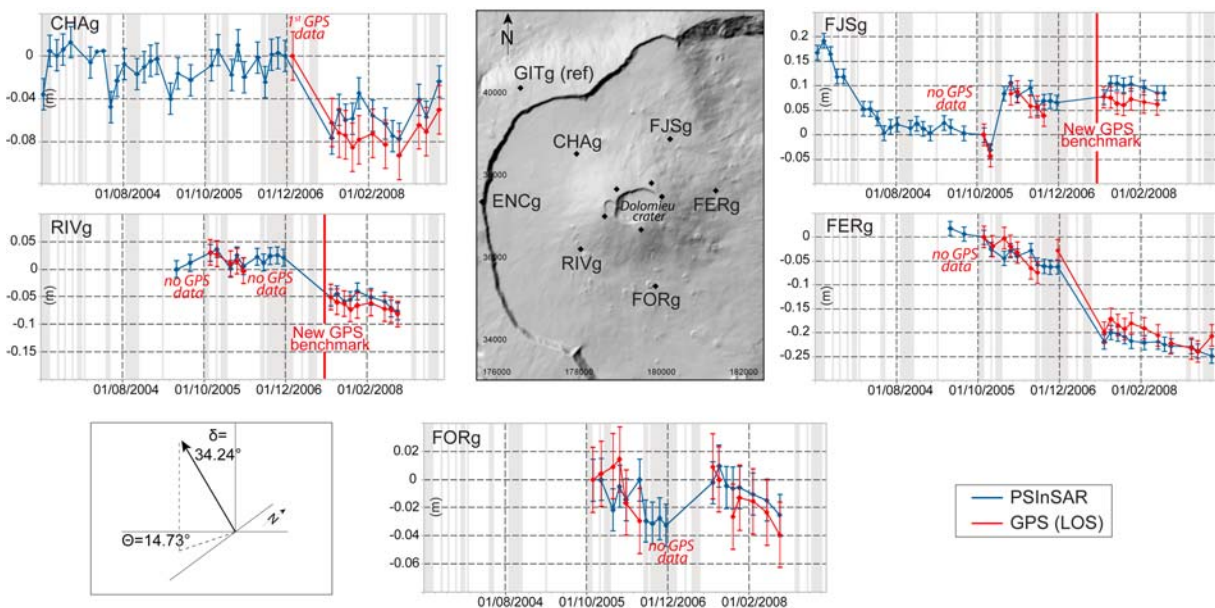 CHAg
1st GPS
data
0
-0.04
-0.08
(m)
01/08/2004
01/10/2005
01/12/2006
01/02/2008
RIVg
0.05
0
-0.05
-0.1
-0.15
(m)
no GPS
data
no GPS
data
New GPS
benchmark
01/08/2004
01/10/2005
01/12/2006
01/02/2008
N
GITg (ref)
40000
CHAg
FJSg
ENCg
Dolomieu
crater
FERg
RIVg
FORg
34000
176000
178000
180000
182000
FJSg
0.2
0.15
0.1
0.05
0
-0.05
(m)
no GPS
data
New GPS
benchmark
01/08/2004
01/10/2005
01/12/2006
01/02/2008
FERg
0
-0.05
-0.1
-0.15
-0.2
-0.25
(m)
no GPS
data
01/08/2004
01/10/2005
01/12/2006
01/02/2008
δ=
34.24°
Θ=14.73°
N
FORg
0.02
0
-0.02
-0.04
-0.06
(m)
no GPS
data
01/08/2004
01/10/2005
01/12/2006
01/02/2008
PSInSAR
GPS (LOS)